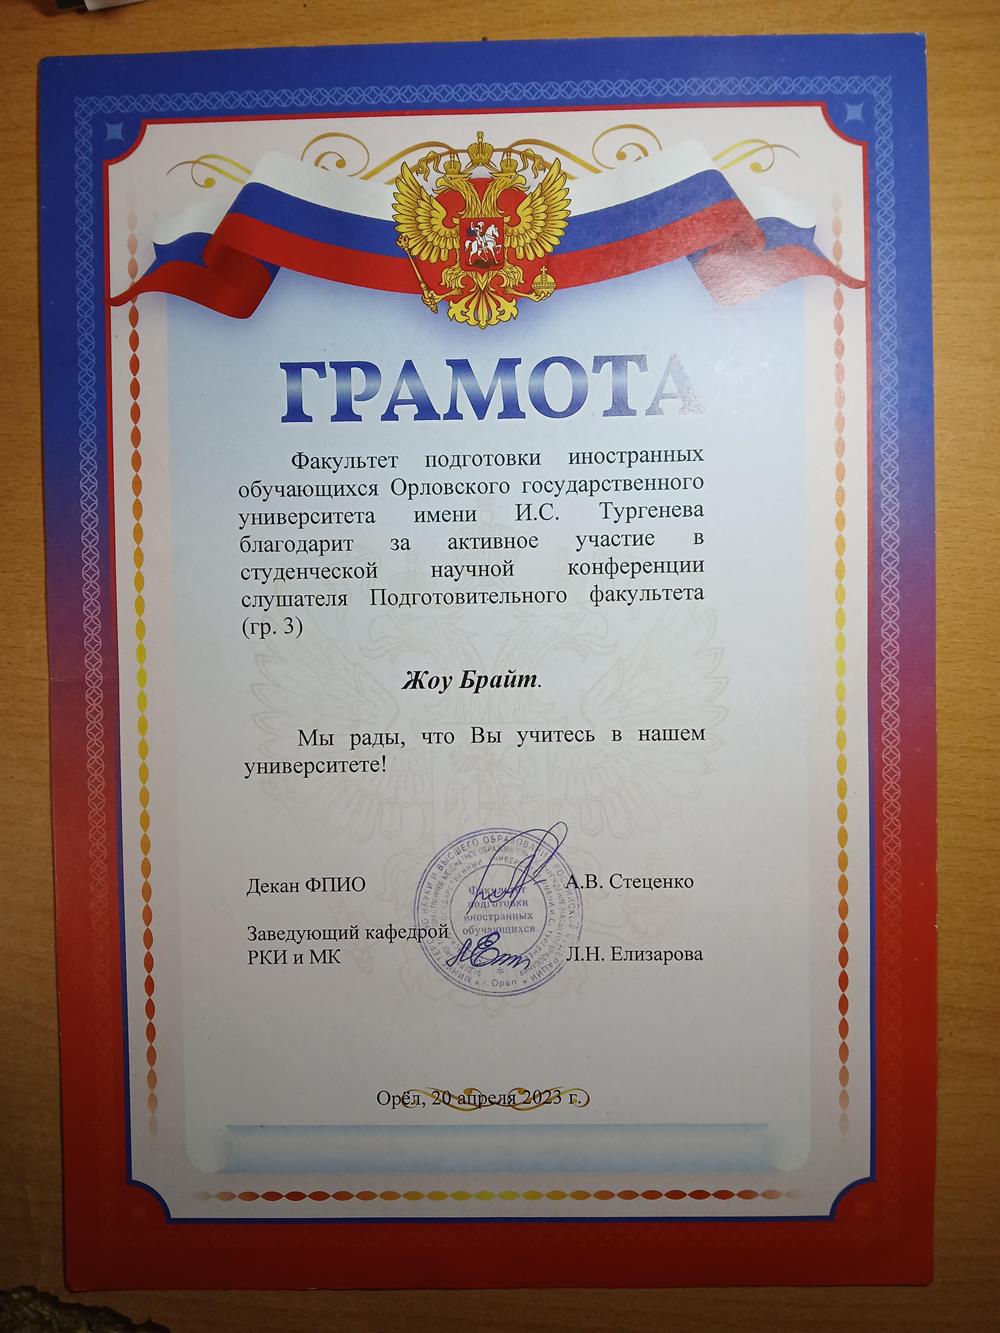 ГРАМОТА
Факультет подготовки иностранных
обучающихся Орловского государственного
университета имени И.С. Тургенева
благодарит за активное участие в
студенческой научной конференции
слушателя Подготовительного факультета
(гр. 3)
Жоу Брайт.
Мы рады, что Вы учитесь в нашем
университете!
Декан ФПИО
А.В. Стеценко
Заведующий кафедрой
РКИ и МК
Л.Н. Елизарова
Факультет
подготовки
иностранных
обучающихся
г. Орел
Орёл, 20 апреля 2023 г.